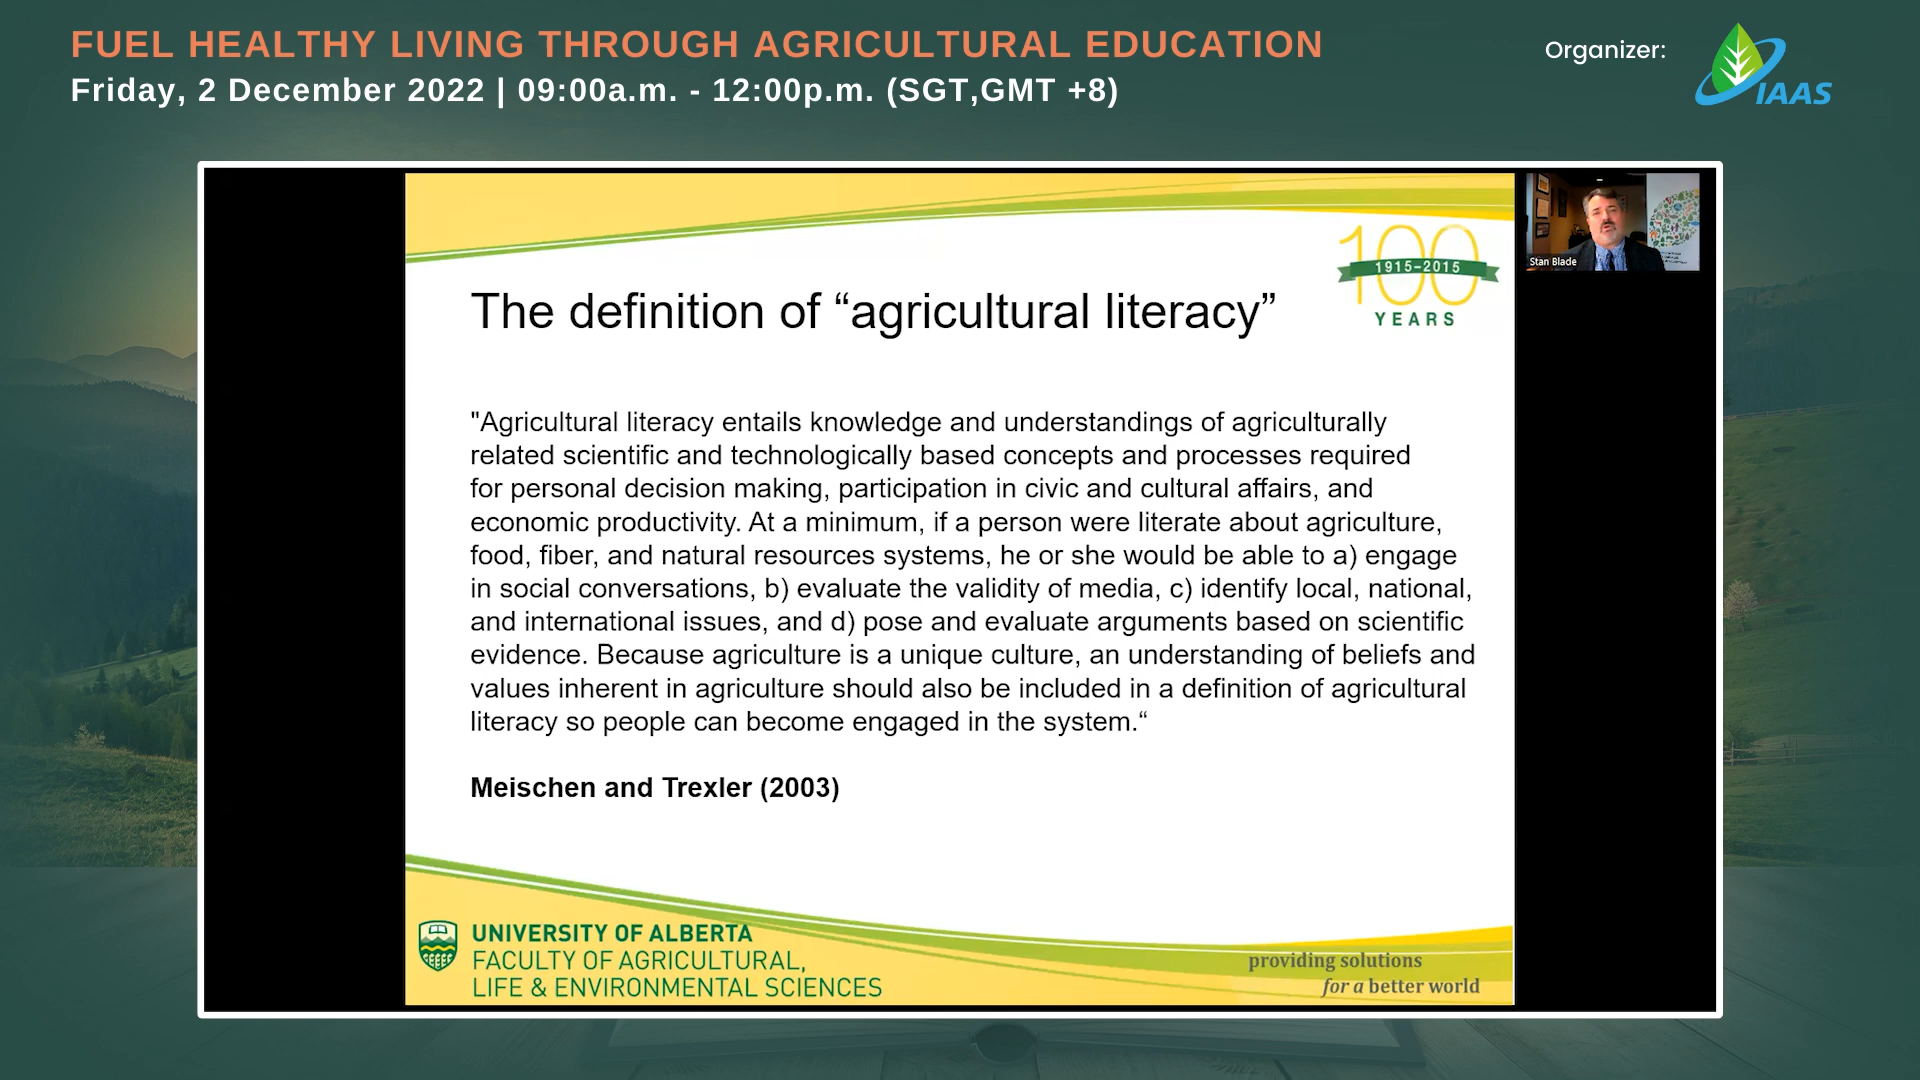 FUEL HEALTHY LIVING THROUGH AGRICULTURAL EDUCATION
Friday, 2 December 2022 | 09:00a.m. - 12:00p.m. (SGT,GMT +8)
Organizer:
IAAS
Stan Blade
100
1915-2015
YEARS
The definition of “agricultural literacy”
"Agricultural literacy entails knowledge and understandings of agriculturally
related scientific and technologically based concepts and processes required
for personal decision making, participation in civic and cultural affairs, and
economic productivity. At a minimum, if a person were literate about agriculture,
food, fiber, and natural resources systems, he or she would be able to a) engage
in social conversations, b) evaluate the validity of media, c) identify local, national,
and international issues, and d) pose and evaluate arguments based on scientific
evidence. Because agriculture is a unique culture, an understanding of beliefs and
values inherent in agriculture should also be included in a definition of agricultural
literacy so people can become engaged in the system.“
Meischen and Trexler (2003)
UNIVERSITY OF ALBERTA
FACULTY OF AGRICULTURAL,
LIFE & ENVIRONMENTAL SCIENCES
providing solutions
for a better world